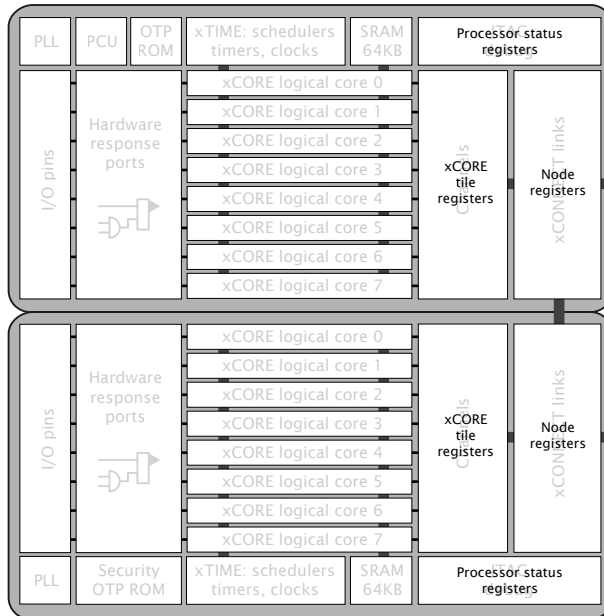 PLL
PCU
OTP
ROM
xTIME: schedulers
timers, clocks
SRAM
64KB
Processor status
registers
I/O pins
Hardware
response
ports
xCORE logical core 0
xCORE logical core 1
xCORE logical core 2
xCORE logical core 3
xCORE logical core 4
xCORE logical core 5
xCORE logical core 6
xCORE logical core 7
xCORE
tile
registers
Node
registers
links
I/O pins
Hardware
response
ports
xCORE logical core 0
xCORE logical core 1
xCORE logical core 2
xCORE logical core 3
xCORE logical core 4
xCORE logical core 5
xCORE logical core 6
xCORE logical core 7
xCORE
tile
registers
Node
registers
links
PLL
Security
OTP ROM
xTIME: schedulers
timers, clocks
SRAM
64KB
Processor status
registers